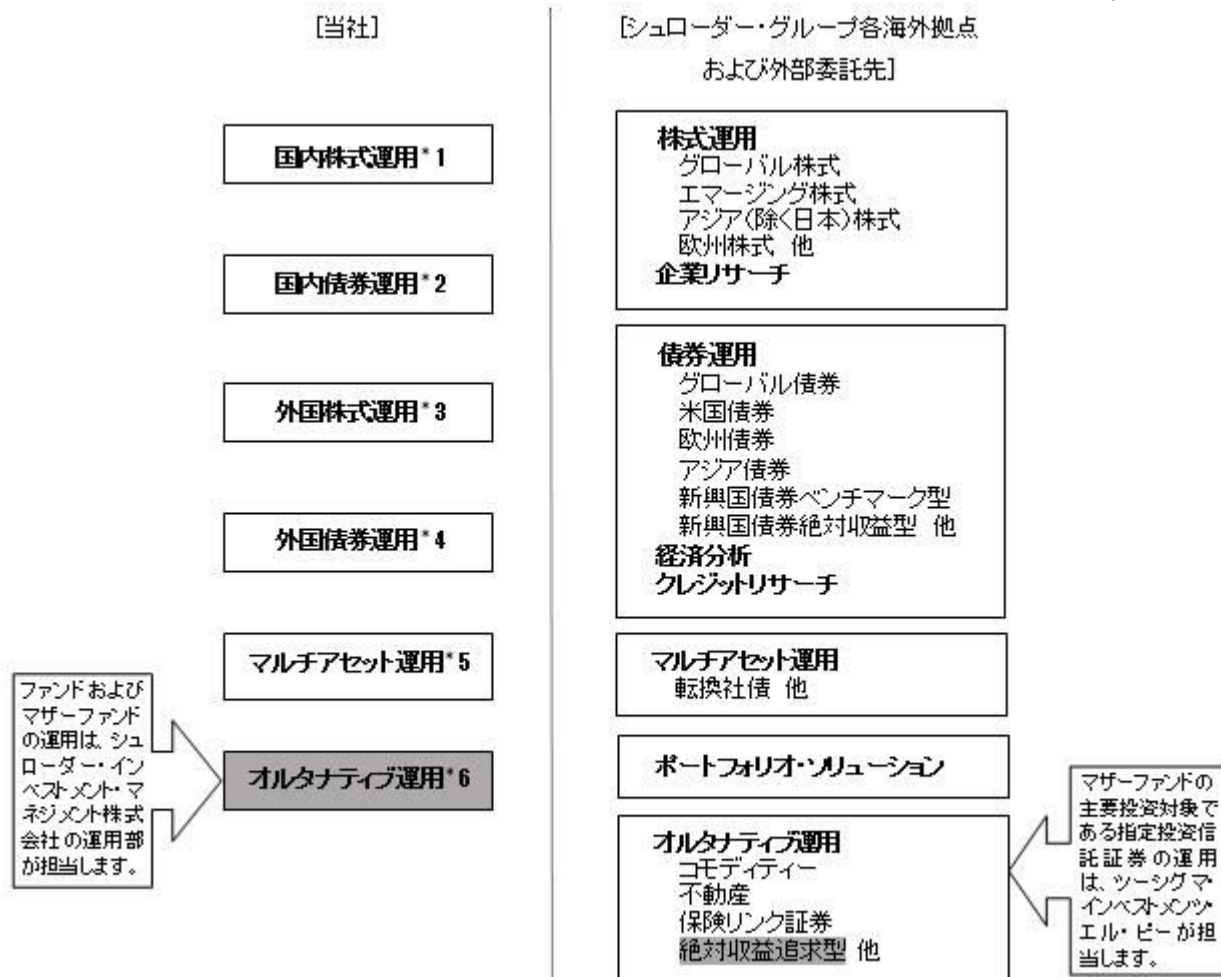 [当社]
[シュローダー・グループ各海外拠点
および外部委託先]
国内株式運用*1
国内債券運用*2
外国株式運用*3
外国債券運用*4
マルチアセット運用*5
オルタナティブ運用*6
ファンドおよび
マザーファンド
の運用は、シュ
ローダー・イン
ベストメント・マ
ネジメント株式
会社の運用部
が担当します。
株式運用
グローバル株式
エマージング株式
アジア(除く日本)株式
欧州株式 他
企業リサーチ
債券運用
グローバル債券
米国債券
欧州債券
アジア債券
新興国債券ベンチマーク型
新興国債券絶対収益型 他
経済分析
クレジットリサーチ
マルチアセット運用
転換社債 他
ポートフォリオ・ソリューション
オルタナティブ運用
コモディティー
不動産
保険リンク証券
絶対収益追求型 他
マザーファンドの
主要投資対象で
ある指定投資信
託証券の運用
は、ツーシグマ・
インベストメンツ・
エル・ピーが担
当します。